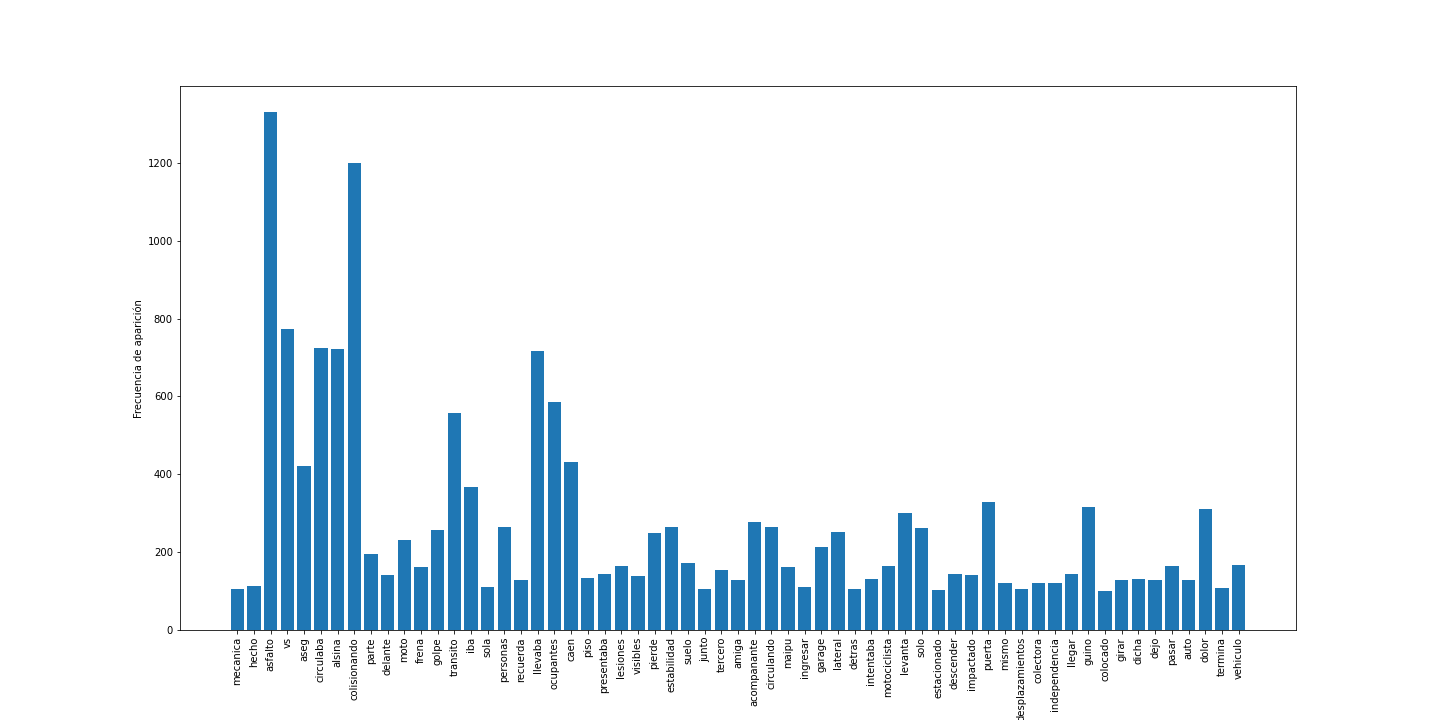 Frecuencia de aparición
1200
1000
800
600
400
200
0
mecanica
hecho
asfalto
vs
aseg
circulaba
alsina
colisionando
parte
delante
moto
frena
golpe
transito
iba
sola
personas
recuerda
llevaba
ocupantes
caen
piso
presentaba
lesiones
visibles
pierde
estabilidad
suelo
junto
tercero
amiga
acompanante
circulando
maipu
ingresar
garage
lateral
detras
intentaba
motociclista
levanta
solo
estacionado
descender
impactado
puerta
mismo
desplazamientos
colectora
independencia
llegar
guino
colocado
girar
dicha
dejo
pasar
auto
dolor
termina
vehiculo